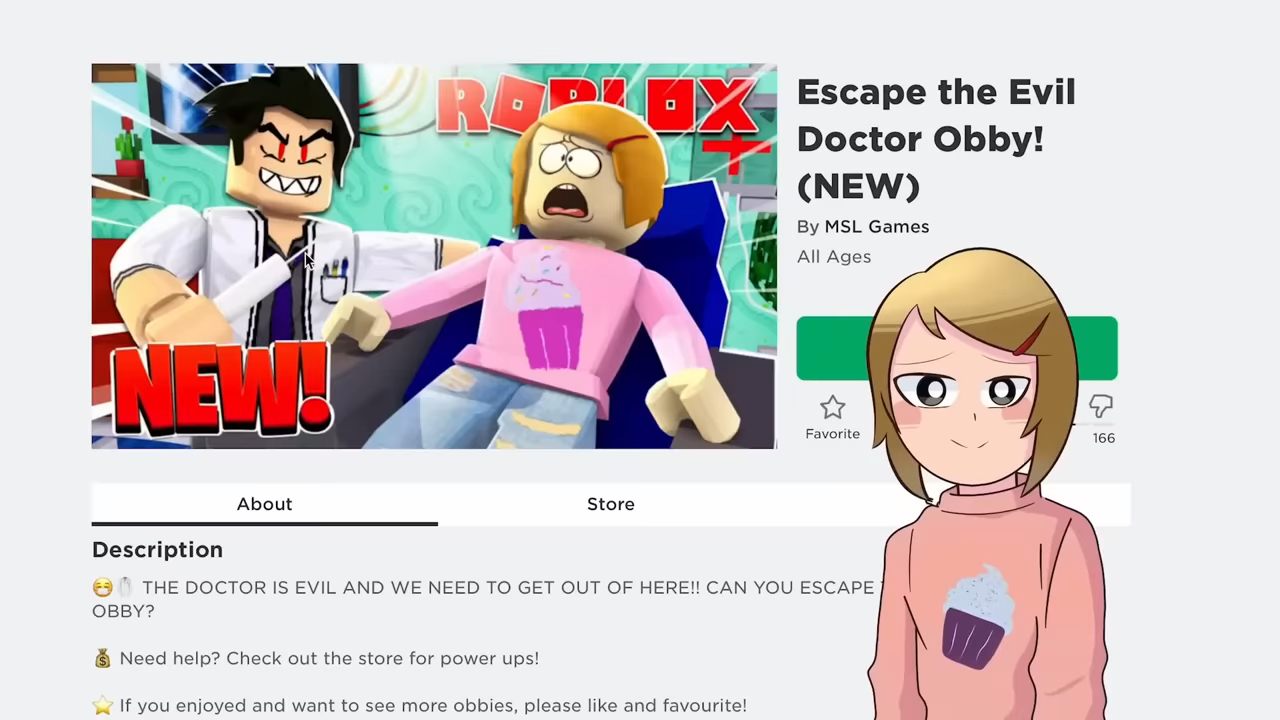 ROBLOX
NEW!
Escape the Evil
Doctor Obby!
(NEW)
By MSL Games
All Ages
Favorite
166
About
Store
Description
😷🥼 THE DOCTOR IS EVIL AND WE NEED TO GET OUT OF HERE!! CAN YOU ESCAPE
OBBY?
💰 Need help? Check out the store for power ups!
⭐ If you enjoyed and want to see more obbies, please like and favourite!